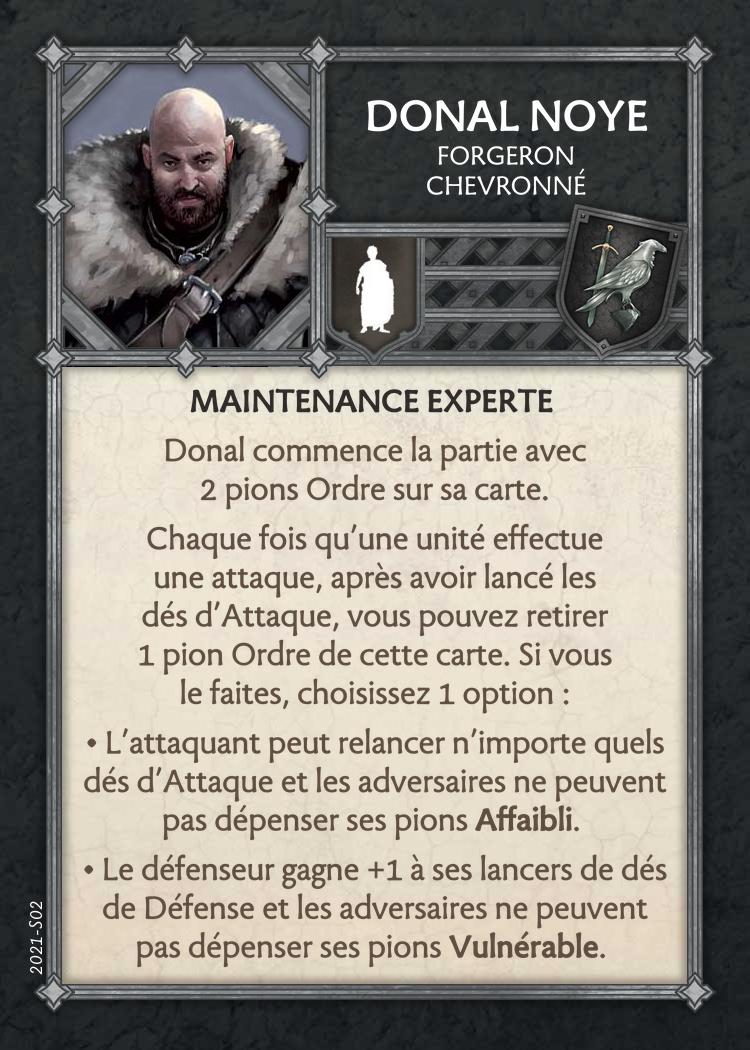 DONAL NOYE
FORGERON
CHEVRONNÉ
MAINTENANCE EXPERTE
Donal commence la partie avec
2 pions Ordre sur sa carte.
Chaque fois qu’une unité effectue
une attaque, après avoir lancé les
dés d’Attaque, vous pouvez retirer
1 pion Ordre de cette carte. Si vous
le faites, choisissez 1 option :
• L’attaquant peut relancer n’importe quels
dés d’Attaque et les adversaires ne peuvent
pas dépenser ses pions Affaibli.
• Le défenseur gagne +1 à ses lancers de dés
de Défense et les adversaires ne peuvent
pas dépenser ses pions Vulnérable.
2021-S02